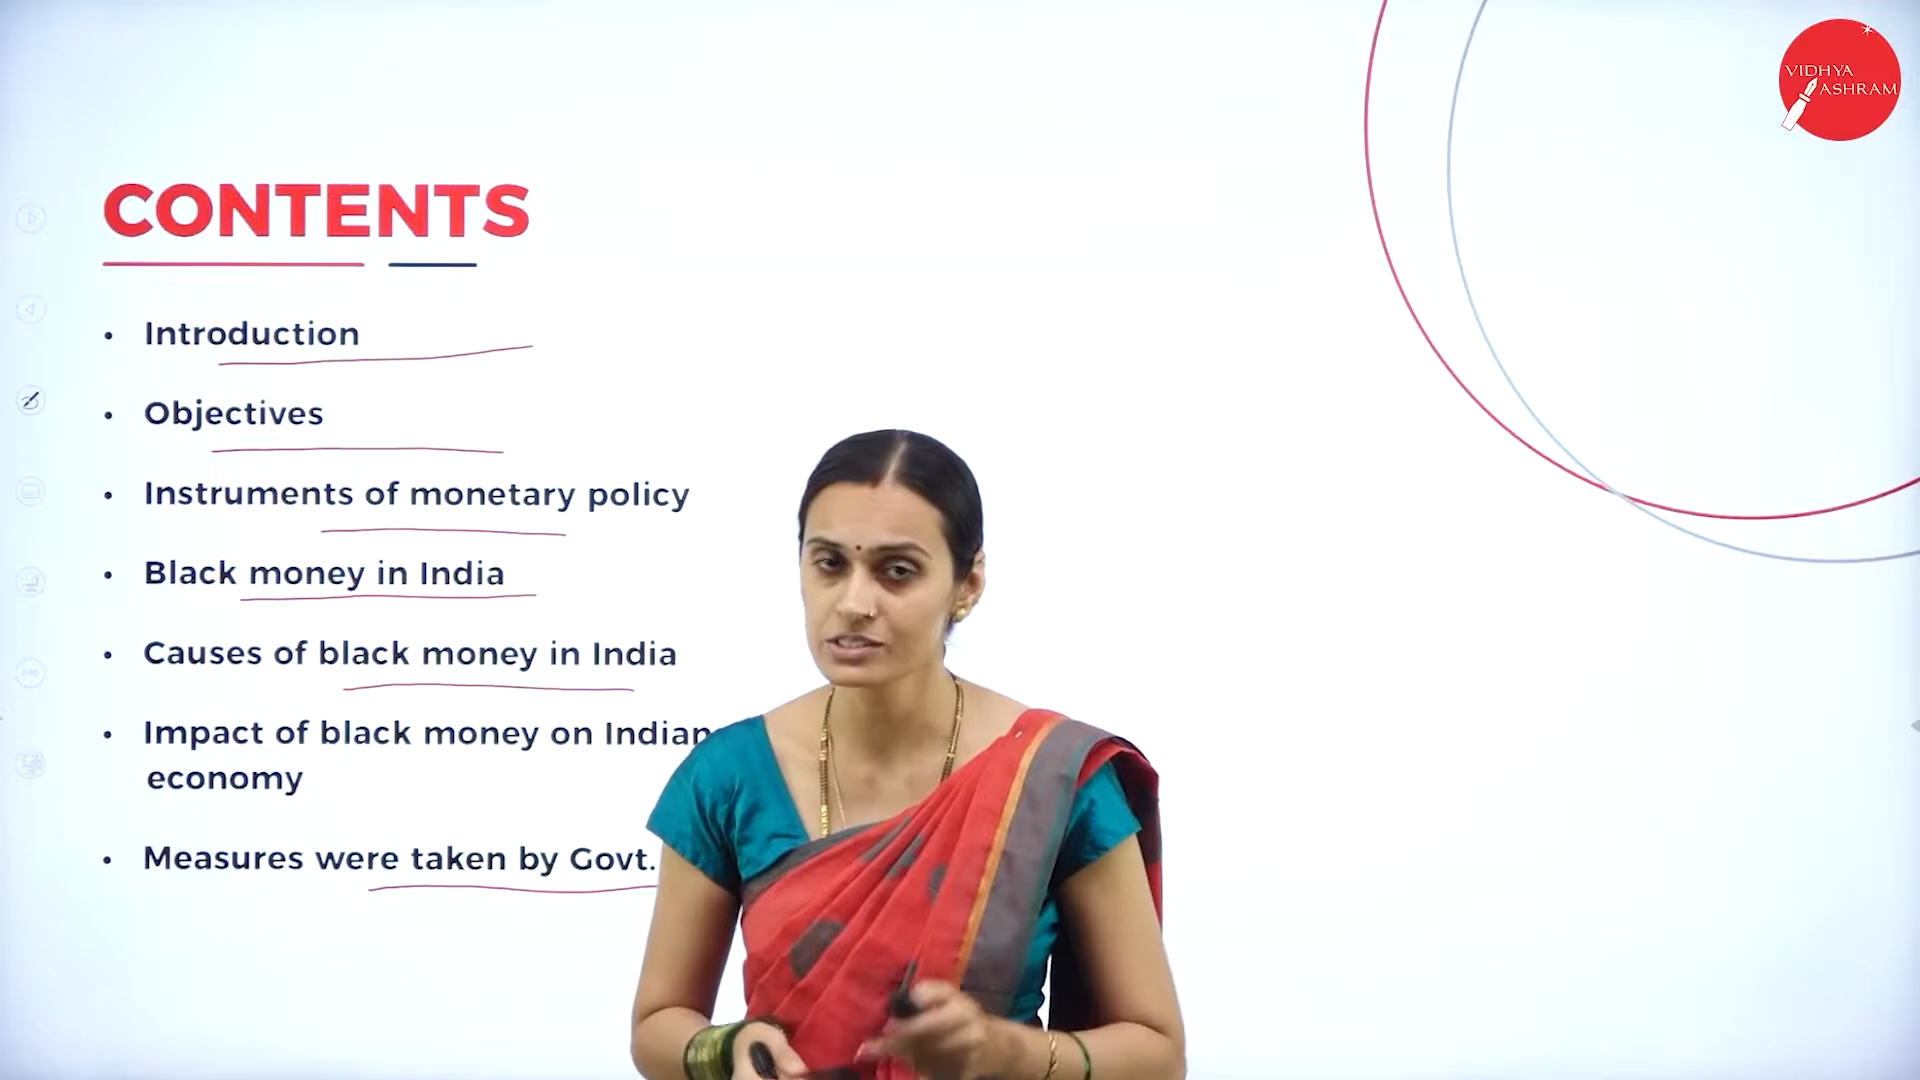 VIDHYA
ASHRAM
CONTENTS
• Introduction
• Objectives
• Instruments of monetary policy
• Black money in India
• Causes of black money in India
• Impact of black money on Indian
economy
• Measures were taken by Govt.